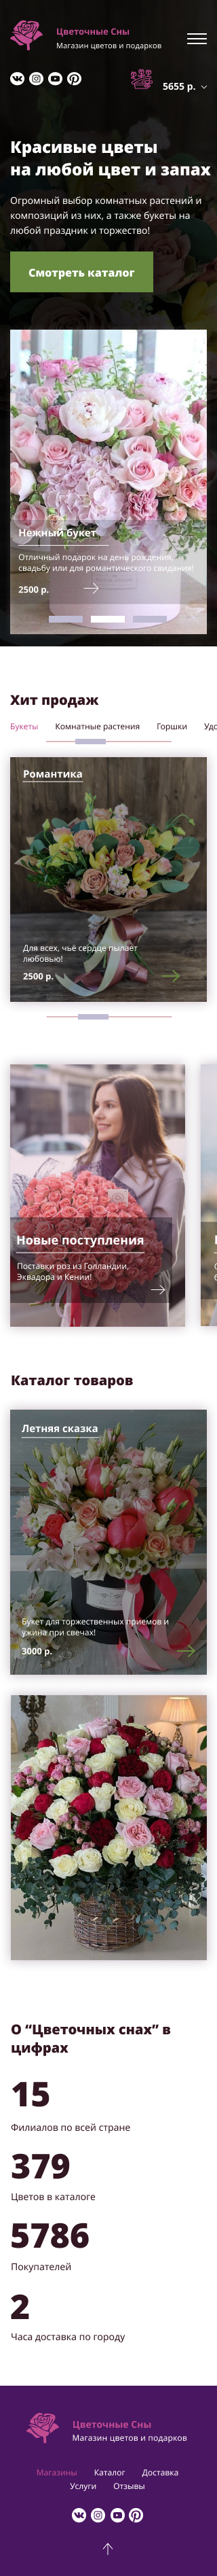 Цветочные Сны
Магазин цветов и подарков
5655 р.
Красивые цветы
на любой цвет и запах
Огромный выбор комнатных растений и
композиций из них, а также букеты на
любой праздник и торжество!
Смотреть каталог
Нежный букет
Отличный подарок на день рождения,
свадьбу или для романтического свидания!
2500 р.
Хит продаж
Букеты Комнатные растения Горшки Удо
Романтика
Для всех, чьё сердце пылает
любовью!
2500 р.
Новые поступления
Поставки роз из Голландии,
Эквадора и Кении!
Каталог товаров
Летняя сказка
Букет для торжественных приемов и
ужина при свечах!
3000 р.
О “Цветочных снах” в
цифрах
15
Филиалов по всей стране
379
Цветов в каталоге
5786
Покупателей
2
Часа доставка по городу
Цветочные Сны
Магазин цветов и подарков
Магазины Каталог Доставка
Услуги Отзывы